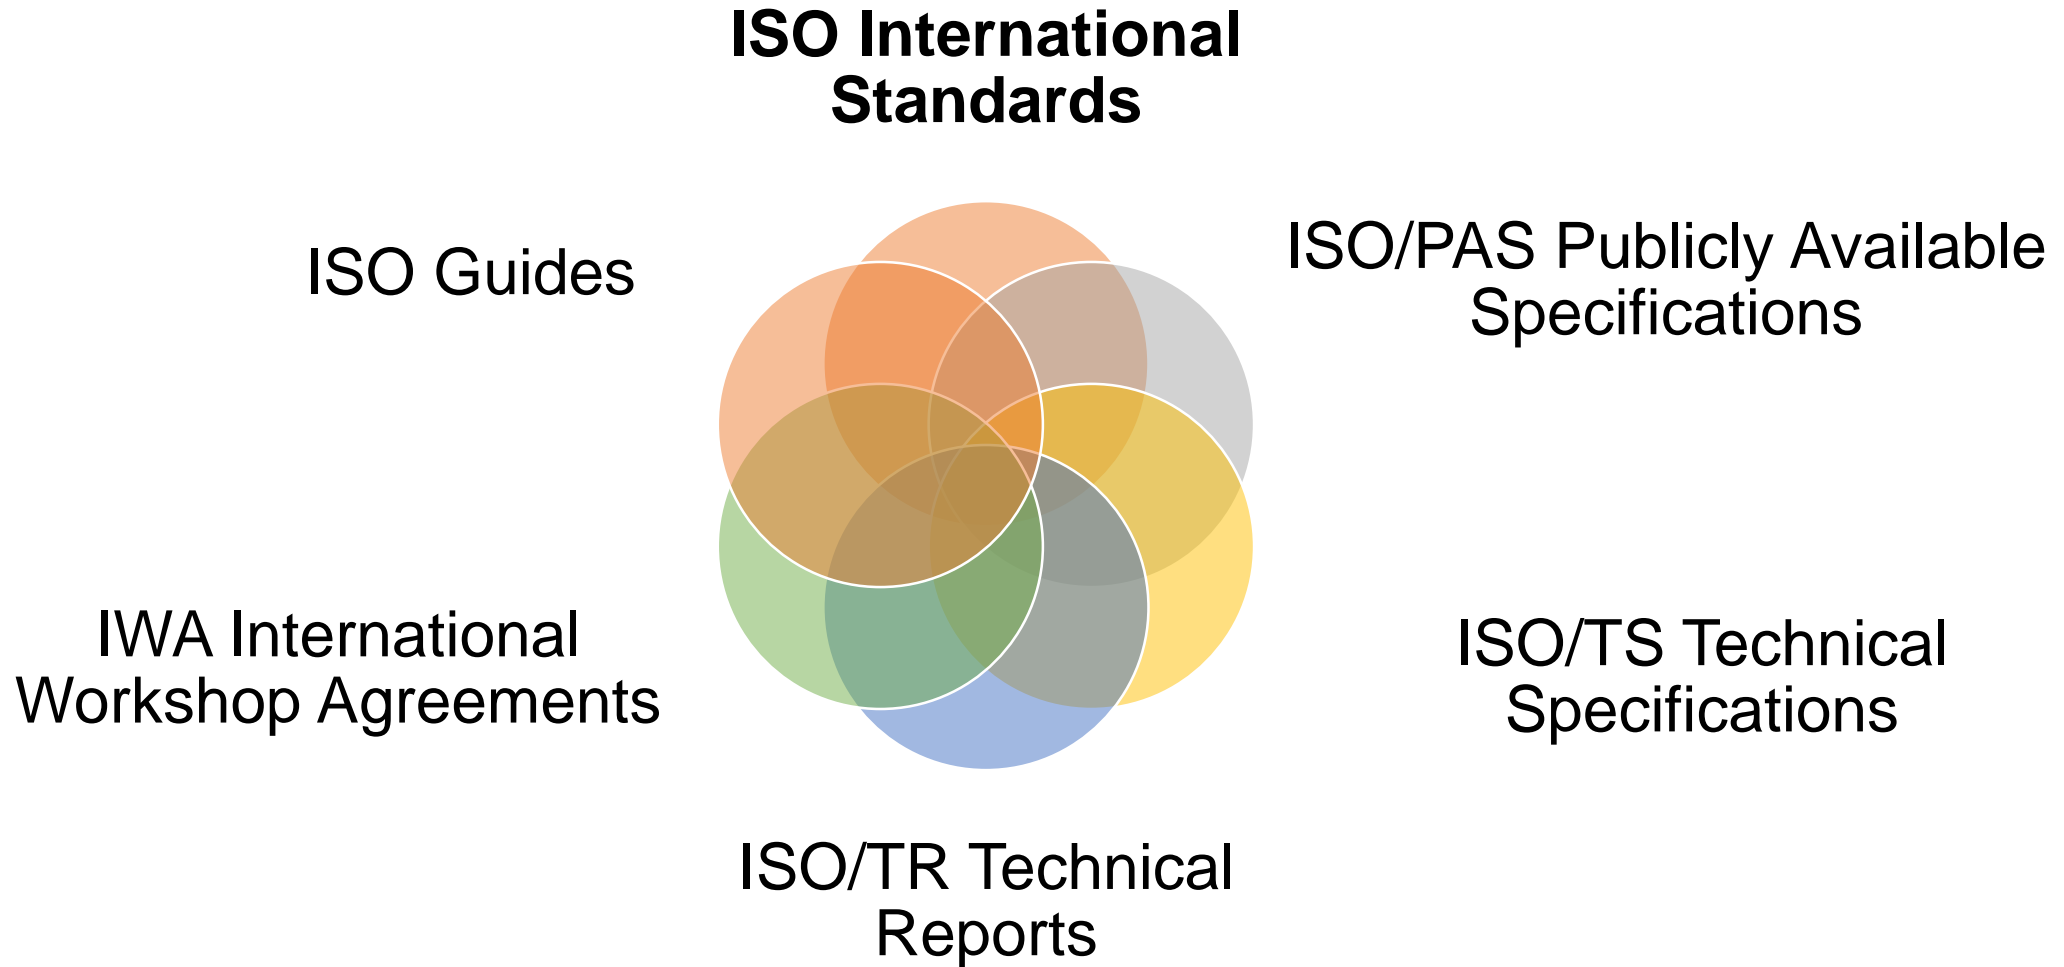 ISO International
Standards
ISO/PAS Publicly Available
Specifications
ISO/TS Technical
Specifications
ISO/TR Technical
Reports
IWA International
Workshop Agreements
ISO Guides